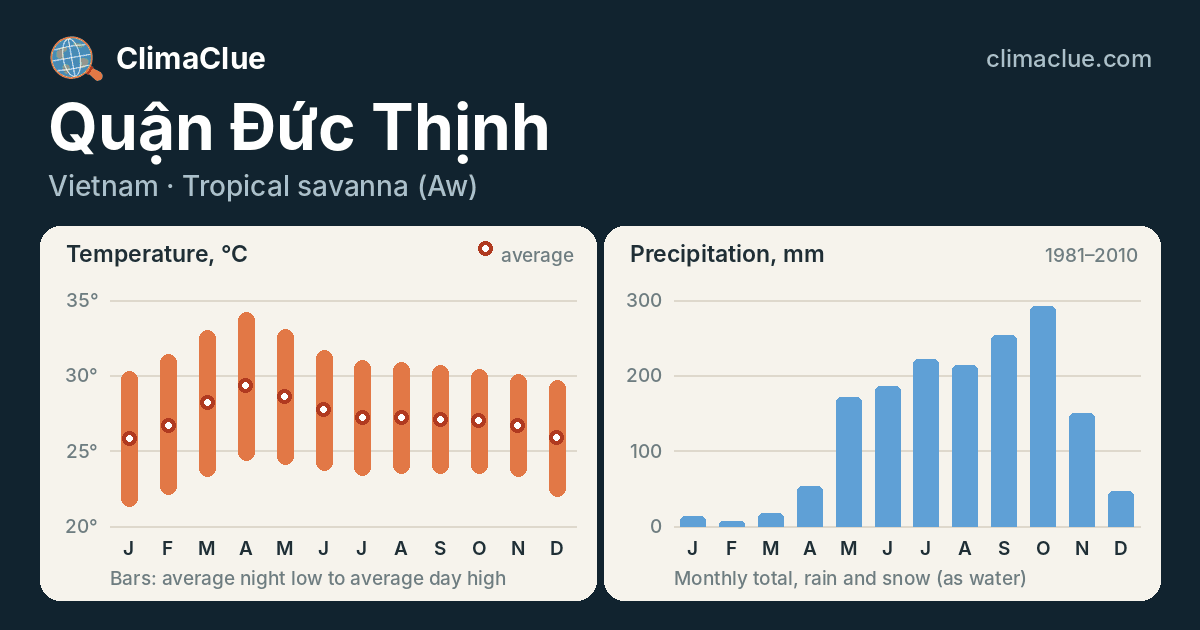 ClimaClue
climaclue.com
Quận Đức Thịnh
Vietnam · Tropical savanna (Aw)
Temperature, °C
average
35°
30°
25°
20°
J F M A M J J A S O N D
Bars: average night low to average day high
Precipitation, mm
1981–2010
300
200
100
0
J F M A M J J A S O N D
Monthly total, rain and snow (as water)